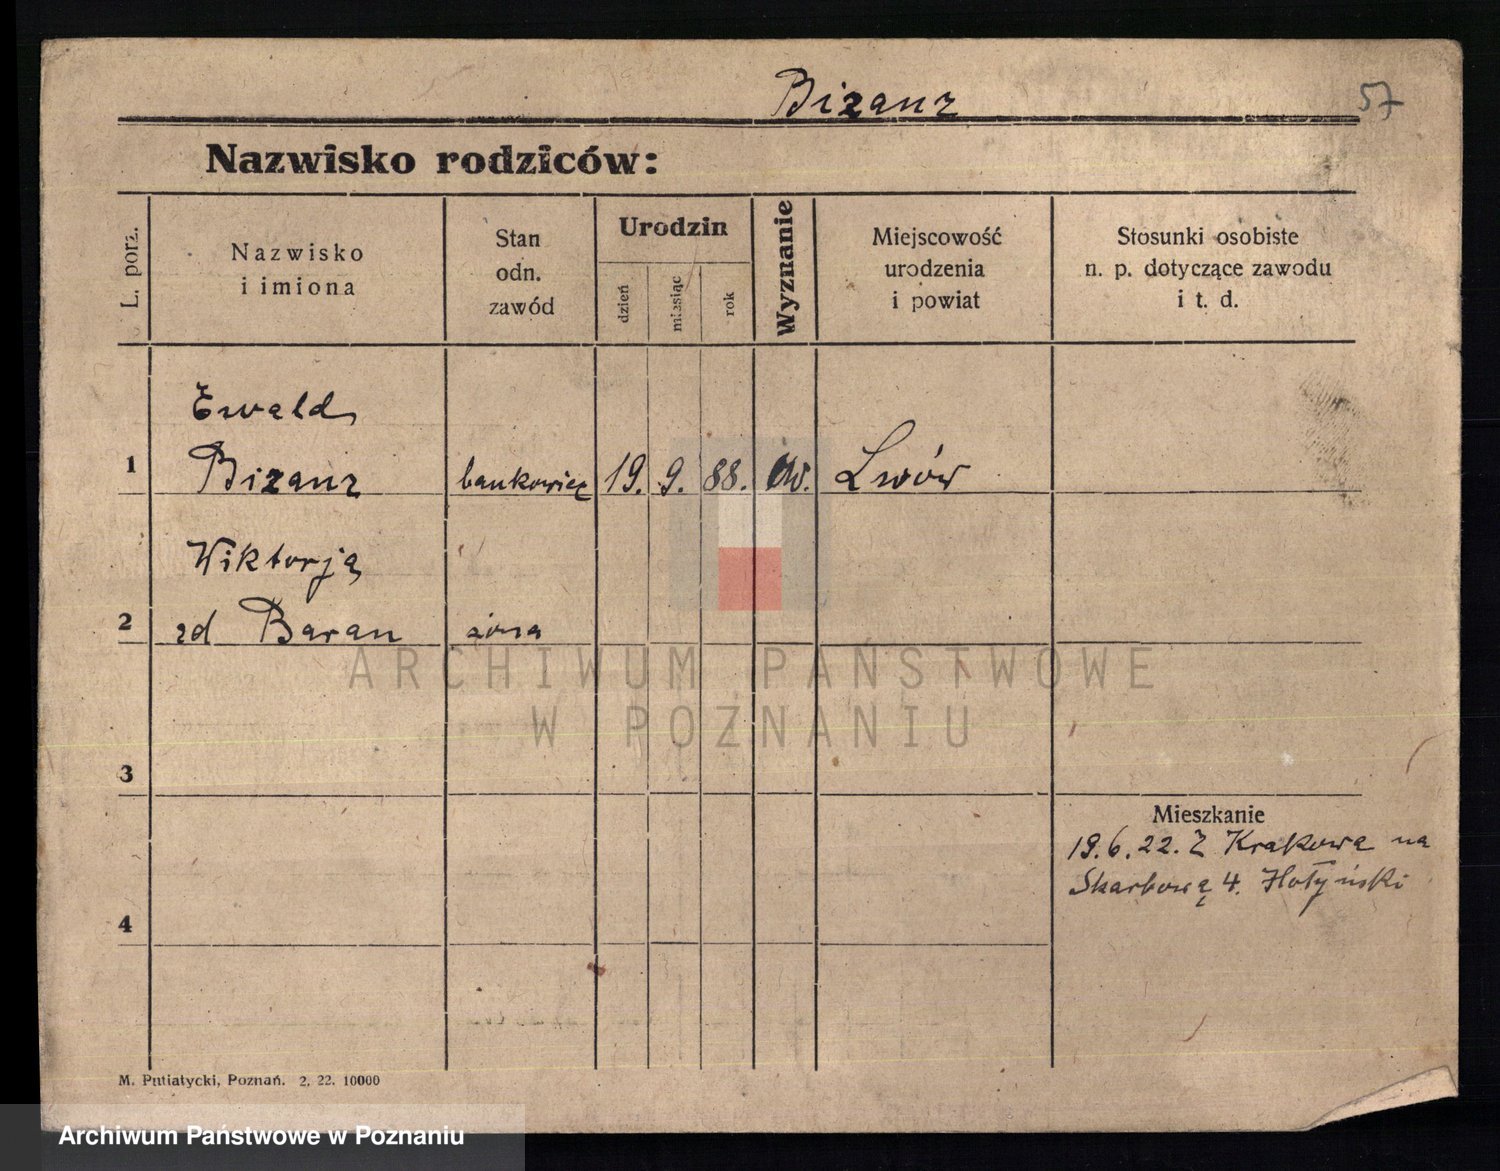 Bizanz
57
Nazwisko rodziców:
L. porz.
Nazwisko
i imiona
Stan
odn.
zawód
Urodzin
dzień
miesiąc
rok
Wyznanie
Miejscowość
urodzenia
i powiat
Stosunki osobiste
n. p. dotyczące zawodu
i t. d.
Ewald
1 Bizanz bankowiec 19. 9. 88. Lwów
Wiktorją
2 zd Baran żona
ARCHIWUM PAŃSTWOWE
W POZNANIU
3
Mieszkanie
19.6.22. Z Krakowa na
Skarbową 4. Hołyński
4
M. Putiatycki, Poznań. 2. 22. 10000
Archiwum Państwowe w Poznaniu